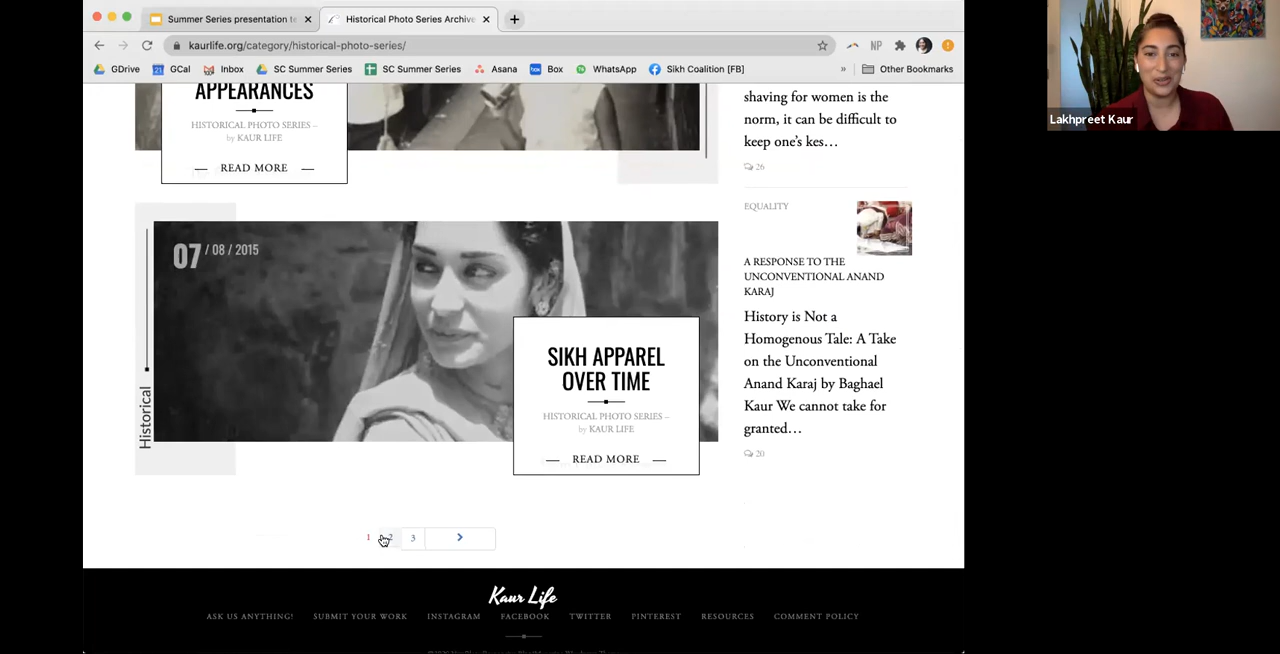 Summer Series presentation te
Historical Photo Series Archive
kaurlife.org/category/historical-photo-series/
NP
GDrive
GCal
Inbox
SC Summer Series
SC Summer Series
Asana
box
Box
WhatsApp
Sikh Coalition [FB]
»
Other Bookmarks
Lakhpreet Kaur
APPEARANCES
HISTORICAL PHOTO SERIES –
by KAUR LIFE
READ MORE
07 / 08 / 2015
Historical
SIKH APPAREL
OVER TIME
HISTORICAL PHOTO SERIES –
by KAUR LIFE
READ MORE
shaving for women is the
norm, it can be difficult to
keep one's kes…
26
EQUALITY
A RESPONSE TO THE
UNCONVENTIONAL ANAND
KARAJ
History is Not a
Homogenous Tale: A Take
on the Unconventional
Anand Karaj by Baghael
Kaur We cannot take for
granted…
20
1 2 3
Kaur Life
ASK US ANYTHING! SUBMIT YOUR WORK INSTAGRAM FACEBOOK TWITTER PINTEREST RESOURCES COMMENT POLICY